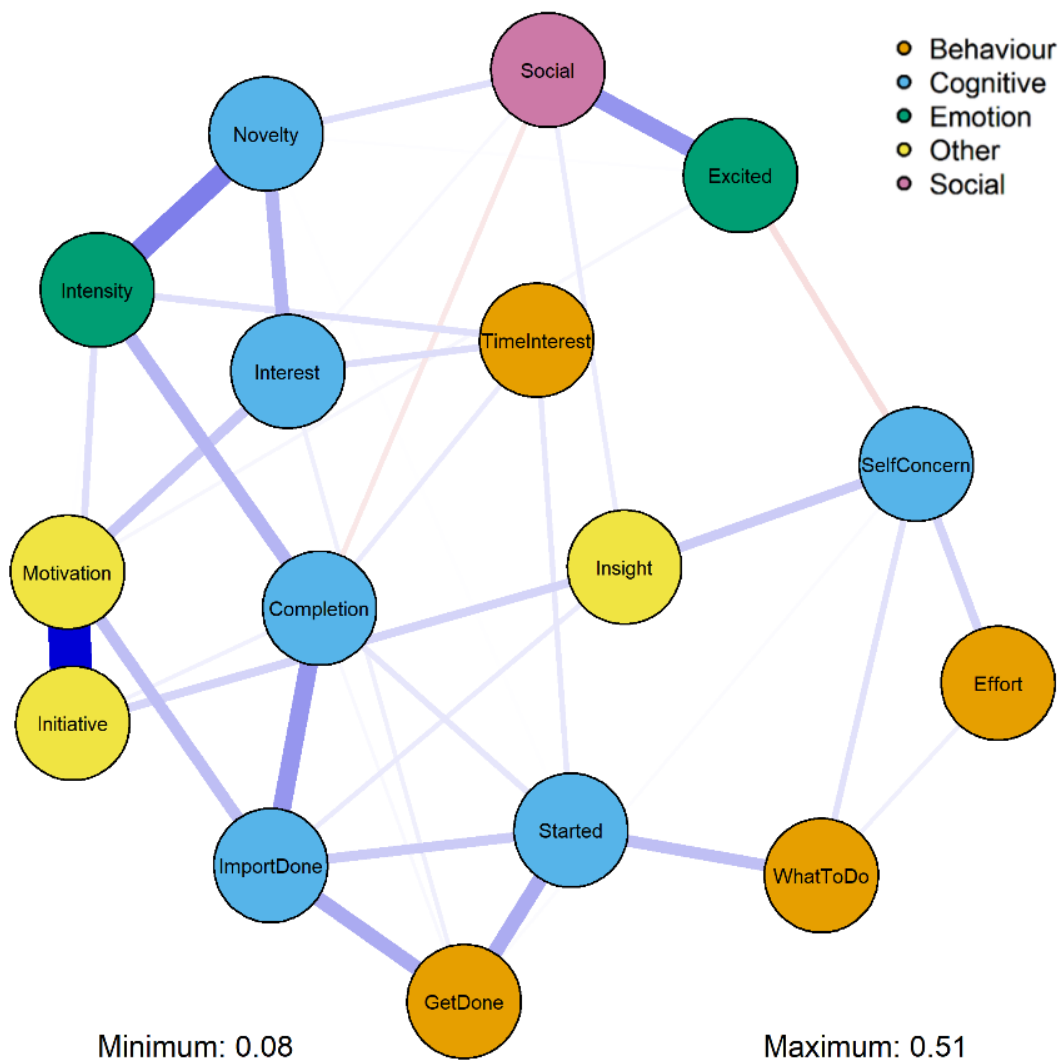 Social
Behaviour
Cognitive
Emotion
Other
Social
Novelty
Excited
Intensity
TimeInterest
Interest
SelfConcern
Motivation
Insight
Completion
Effort
Initiative
Started
ImportDone
WhatToDo
GetDone
Minimum: 0.08
Maximum: 0.51